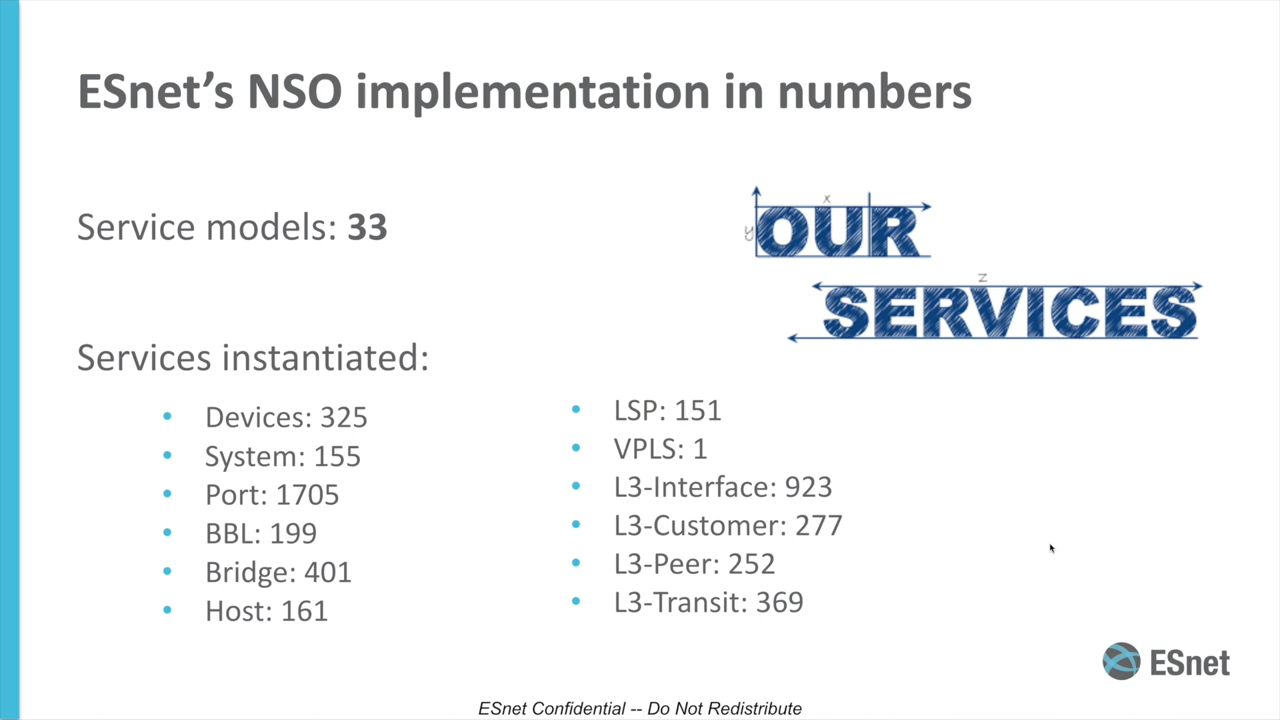 ESnet’s NSO implementation in numbers
Service models: 33
x
y
OUR
z
SERVICES
Services instantiated:
• Devices: 325
• System: 155
• Port: 1705
• BBL: 199
• Bridge: 401
• Host: 161
• LSP: 151
• VPLS: 1
• L3-Interface: 923
• L3-Customer: 277
• L3-Peer: 252
• L3-Transit: 369
ESnet
ESnet Confidential -- Do Not Redistribute